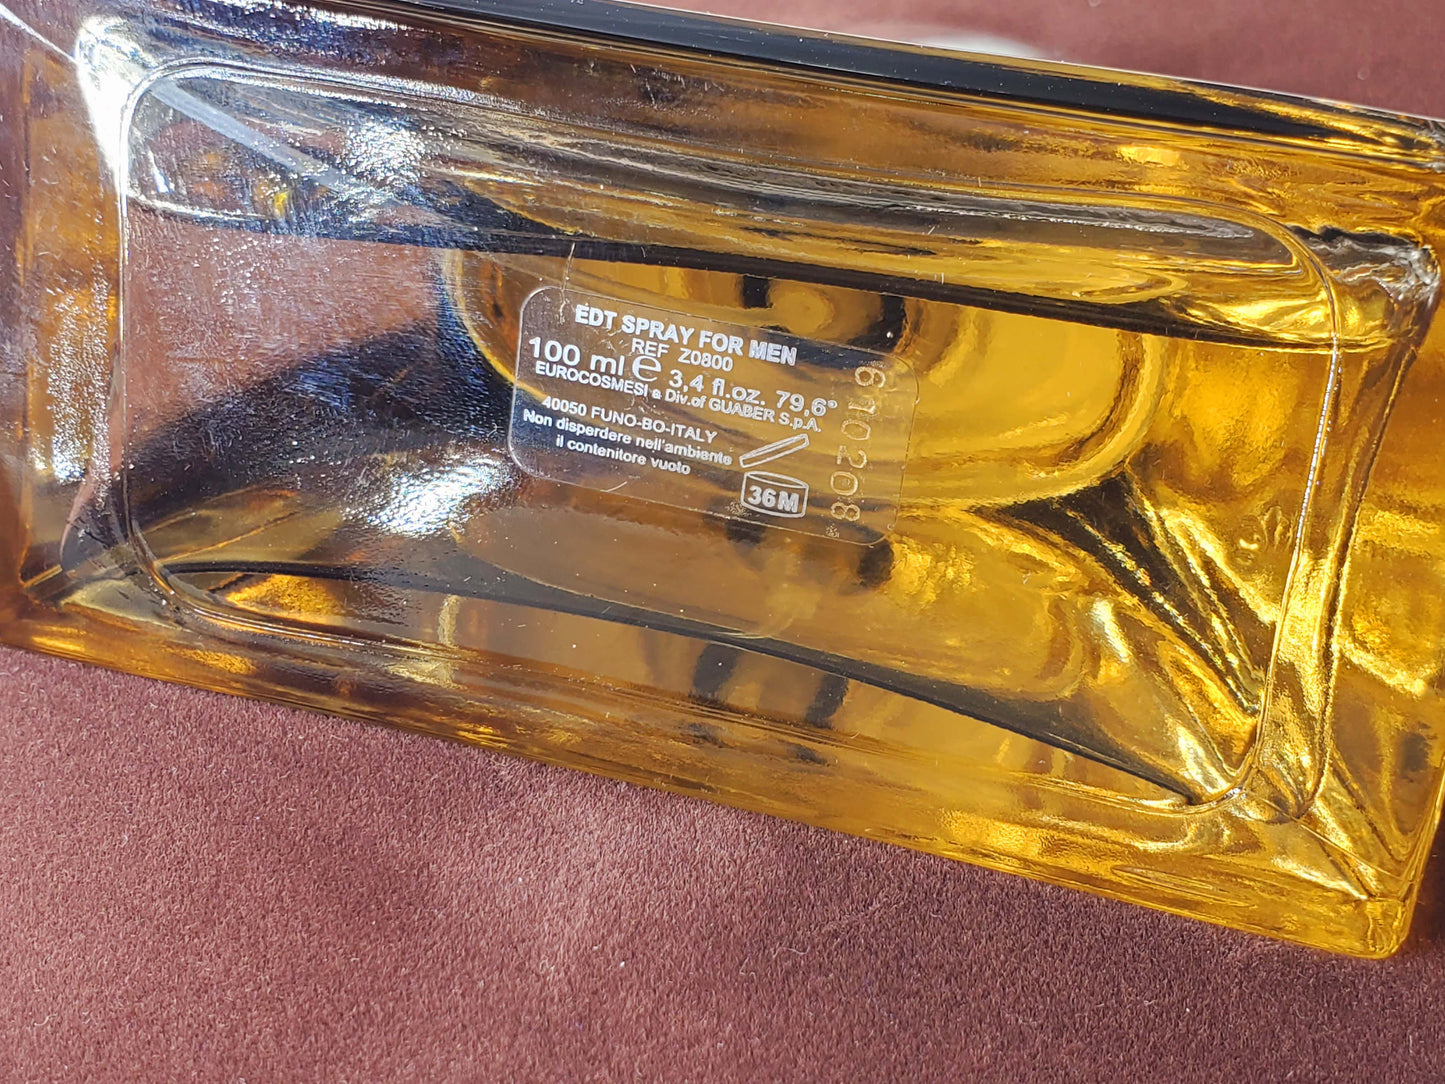 EDT SPRAY FOR MEN
REF Z0800
100 ml ℮ 3,4 fl.oz. 79,6°
EUROCOSMESI a Div.of GUABER S.p.A.
40050 FUNO-BO-ITALY
Non disperdere nell'ambiente
il contenitore vuoto
36M